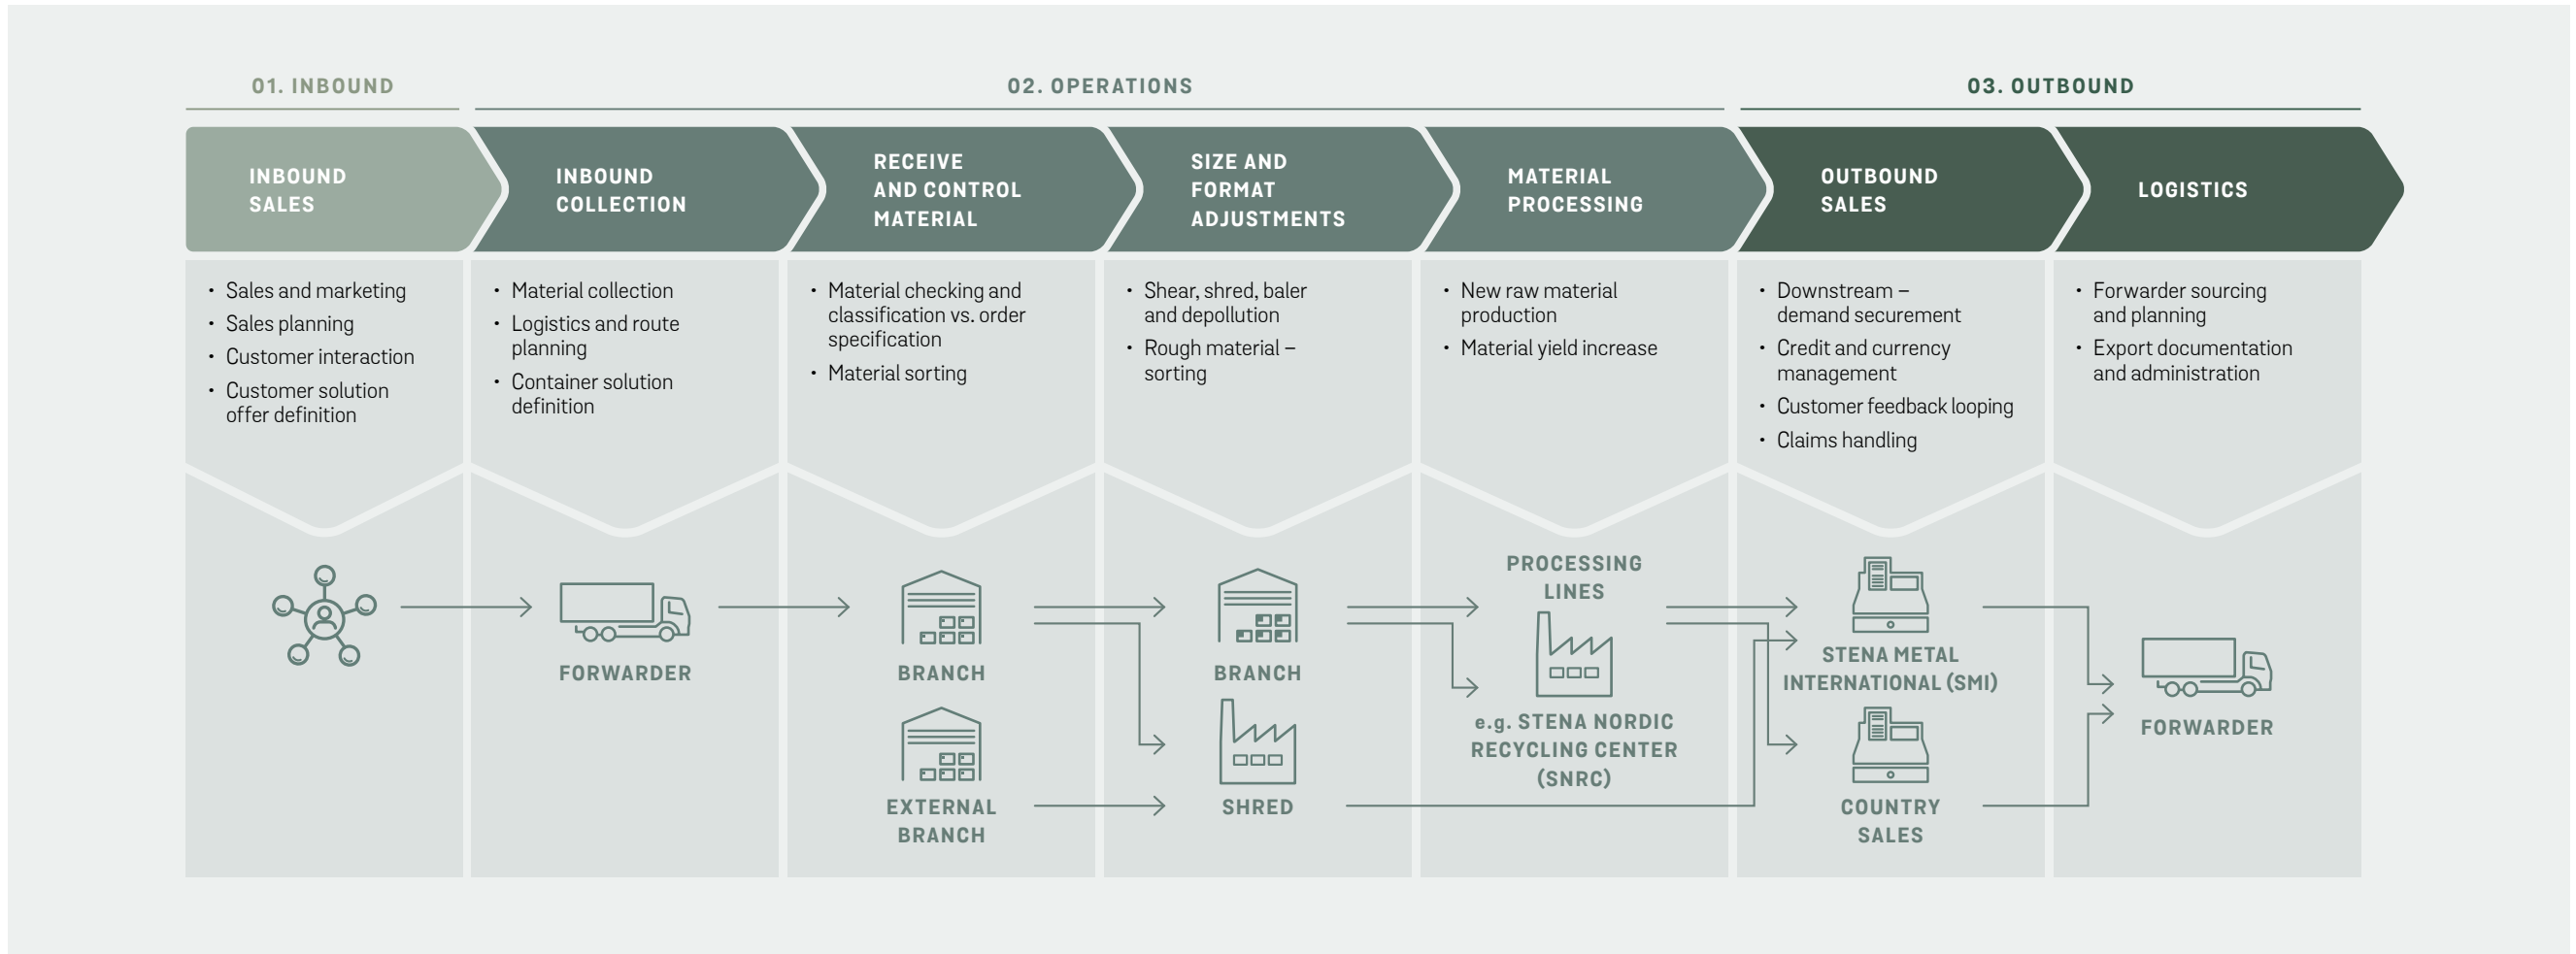 01. INBOUND
02. OPERATIONS
03. OUTBOUND
INBOUND
SALES
INBOUND
COLLECTION
RECEIVE
AND CONTROL
MATERIAL
SIZE AND
FORMAT
ADJUSTMENTS
MATERIAL
PROCESSING
OUTBOUND
SALES
LOGISTICS
• Sales and marketing
• Sales planning
• Customer interaction
• Customer solution
offer definition
• Material collection
• Logistics and route
planning
• Container solution
definition
• Material checking and
classification vs. order
specification
• Material sorting
• Shear, shred, baler
and depollution
• Rough material –
sorting
• New raw material
production
• Material yield increase
• Downstream –
demand securement
• Credit and currency
management
• Customer feedback looping
• Claims handling
• Forwarder sourcing
and planning
• Export documentation
and administration
FORWARDER
BRANCH
EXTERNAL
BRANCH
BRANCH
SHRED
PROCESSING
LINES
e.g. STENA NORDIC
RECYCLING CENTER
(SNRC)
STENA METAL
INTERNATIONAL (SMI)
COUNTRY
SALES
FORWARDER